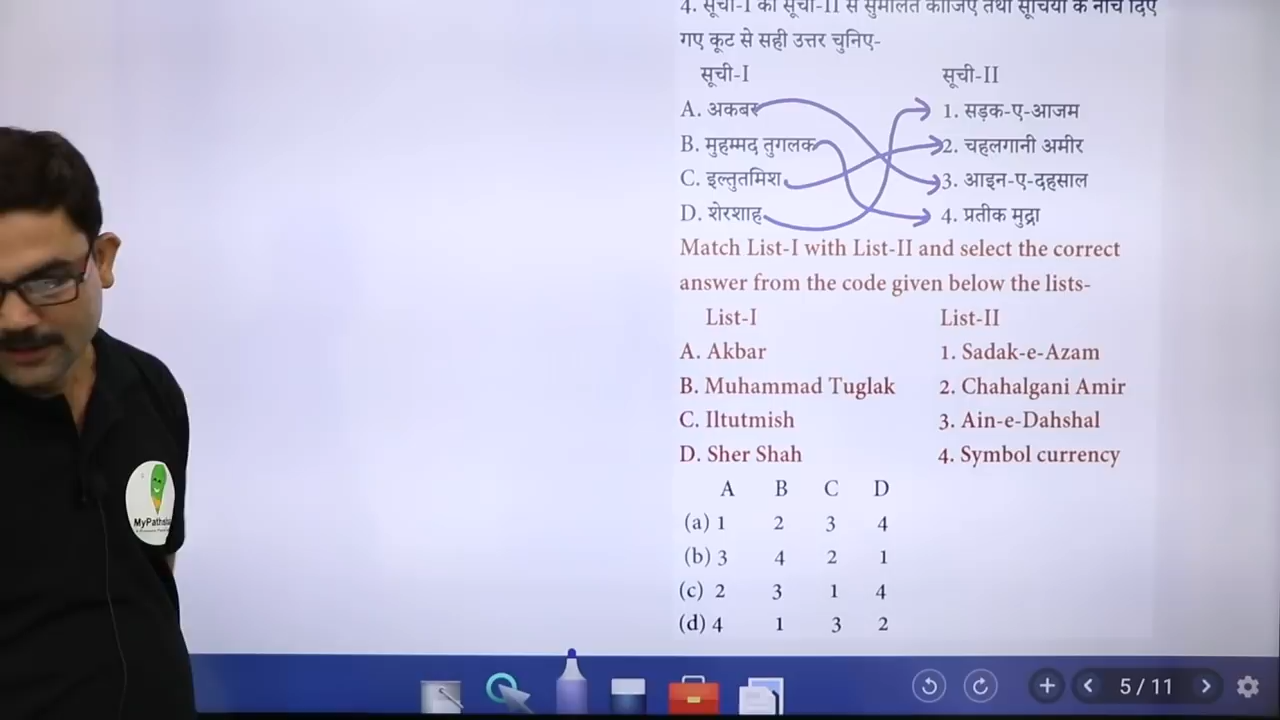 4. सूची-I को सूची-II से सुमेलित कीजिए तथा सूचियों के नीचे दिए
गए कूट से सही उत्तर चुनिए-
सूची-I सूची-II
A. अकबर 1. सड़क-ए-आजम
B. मुहम्मद तुगलक 2. चहलगानी अमीर
C. इल्तुतमिश 3. आइन-ए-दहसाल
D. शेरशाह 4. प्रतीक मुद्रा
Match List-I with List-II and select the correct
answer from the code given below the lists-
List-I List-II
A. Akbar 1. Sadak-e-Azam
B. Muhammad Tuglak 2. Chahalgani Amir
C. Iltutmish 3. Ain-e-Dahshal
D. Sher Shah 4. Symbol currency
A B C D
(a) 1 2 3 4
(b) 3 4 2 1
(c) 2 3 1 4
(d) 4 1 3 2
5 / 11